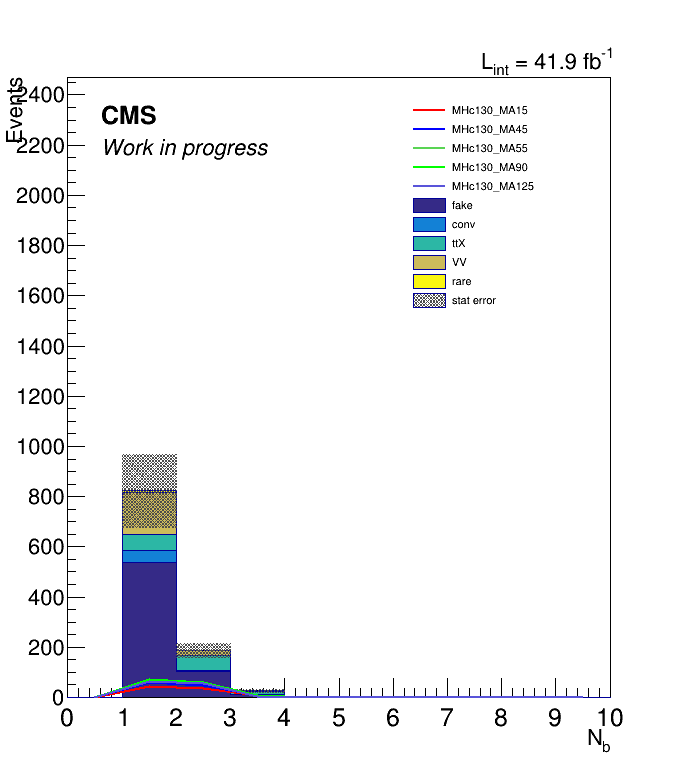 L_int = 41.9 fb^-1
Events
2400
2200
2000
1800
1600
1400
1200
1000
800
600
400
200
0
CMS
Work in progress
MHc130_MA15
MHc130_MA45
MHc130_MA55
MHc130_MA90
MHc130_MA125
fake
conv
ttX
VV
rare
stat error
0 1 2 3 4 5 6 7 8 9 10
N_b